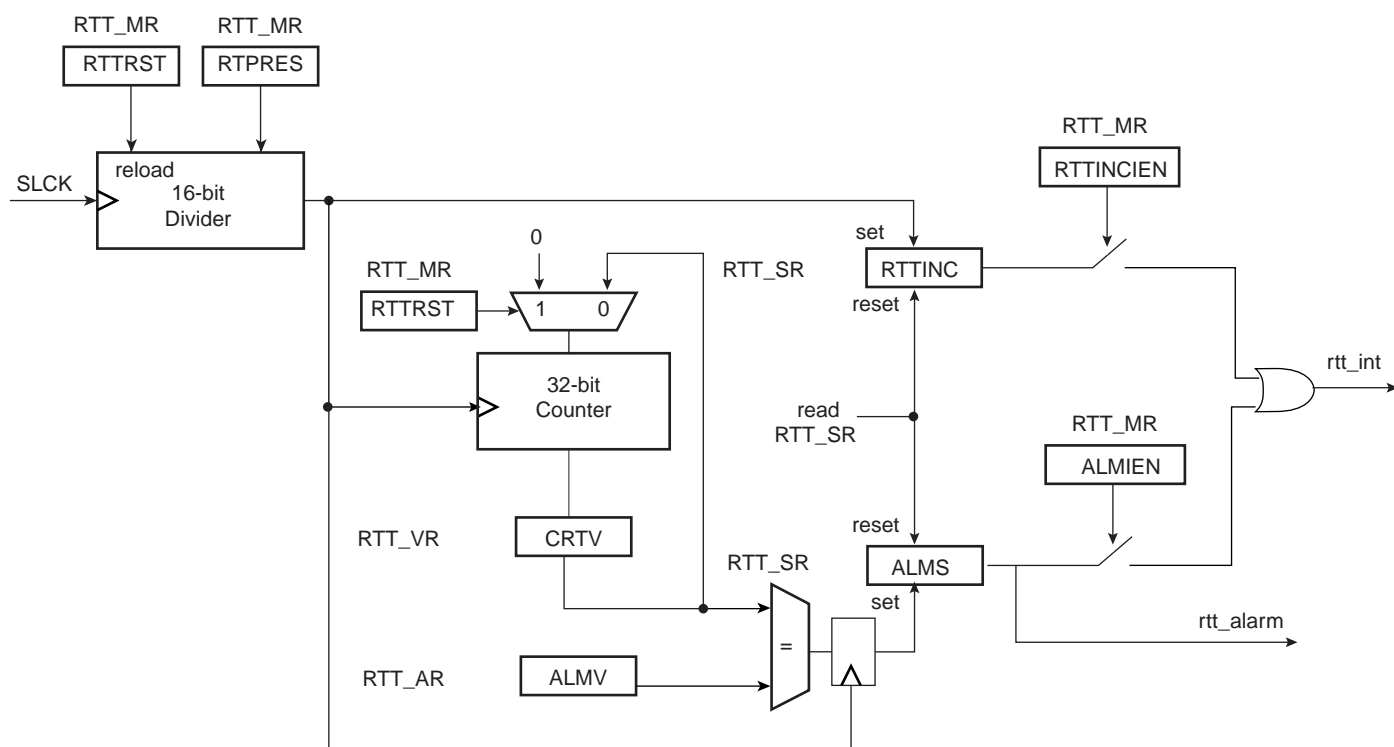 RTT_MR
RTTRST
RTT_MR
RTPRES
reload
16-bit
Divider
SLCK
RTT_MR
RTTINCIEN
0
RTT_MR
RTTRST
1
0
RTT_SR
set
RTTINC
reset
32-bit
Counter
read
RTT_SR
rtt_int
RTT_MR
ALMIEN
RTT_VR
CRTV
RTT_SR
reset
ALMS
set
rtt_alarm
=
RTT_AR
ALMV